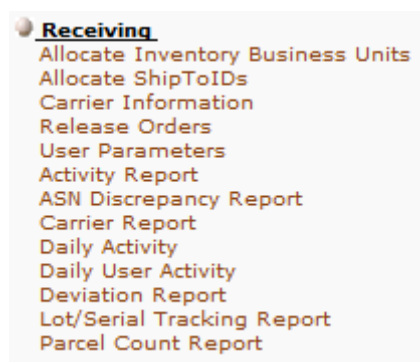 Receiving
Allocate Inventory Business Units
Allocate ShipToIDs
Carrier Information
Release Orders
User Parameters
Activity Report
ASN Discrepancy Report
Carrier Report
Daily Activity
Daily User Activity
Deviation Report
Lot/Serial Tracking Report
Parcel Count Report